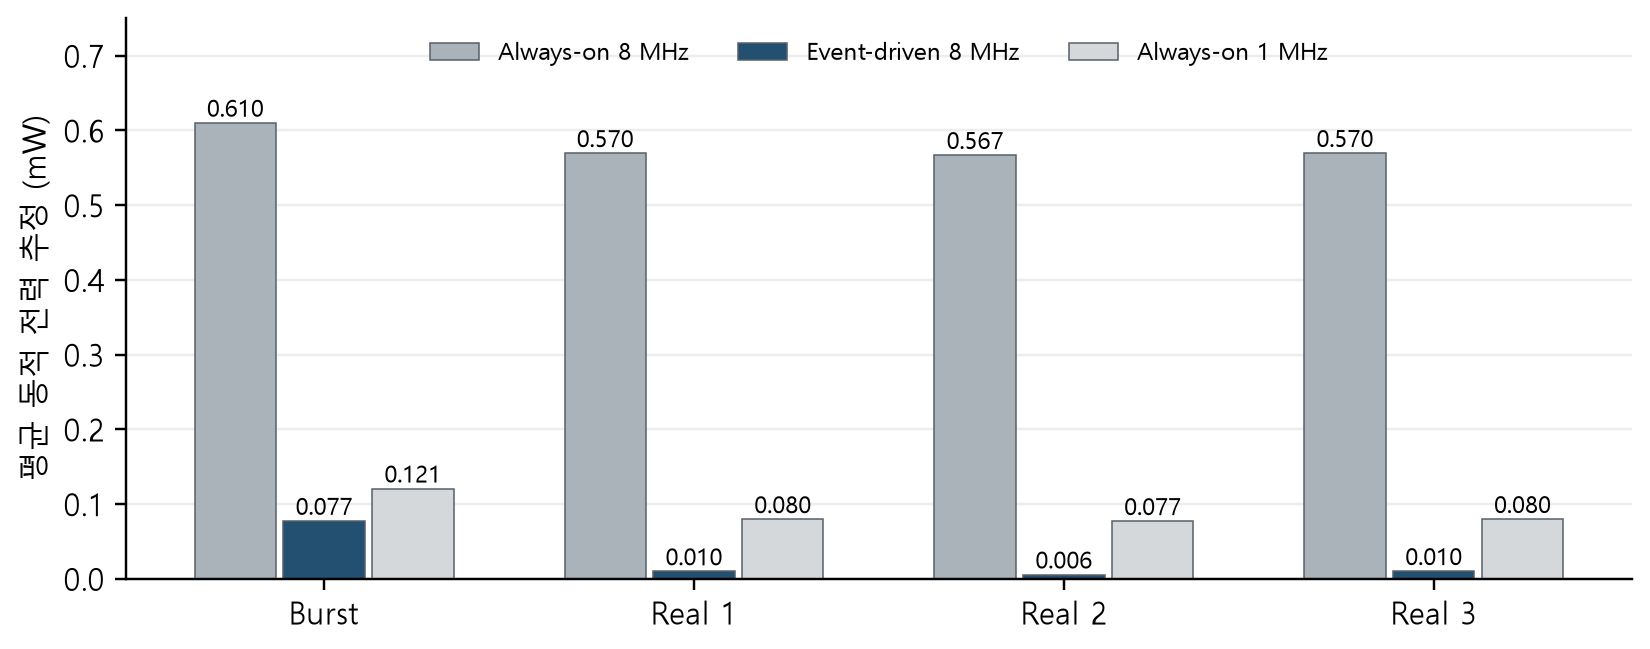 평균 동적 전력 추정 (mW)
0.7
0.6
0.5
0.4
0.3
0.2
0.1
0.0
Always-on 8 MHz
Event-driven 8 MHz
Always-on 1 MHz
0.610
0.077
0.121
0.570
0.010
0.080
0.567
0.006
0.077
0.570
0.010
0.080
Burst
Real 1
Real 2
Real 3